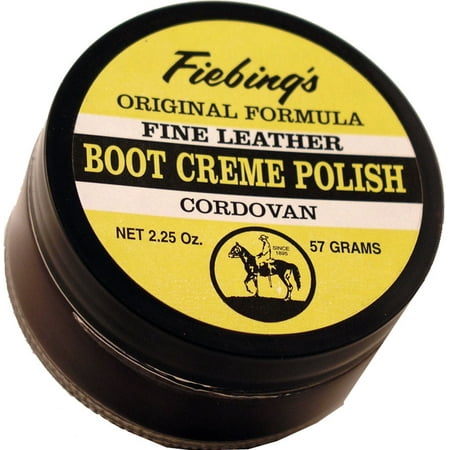 Fiebing's
ORIGINAL FORMULA
FINE LEATHER
BOOT CREME POLISH
CORDOVAN
NET 2.25 Oz. 57 GRAMS
SINCE
1895